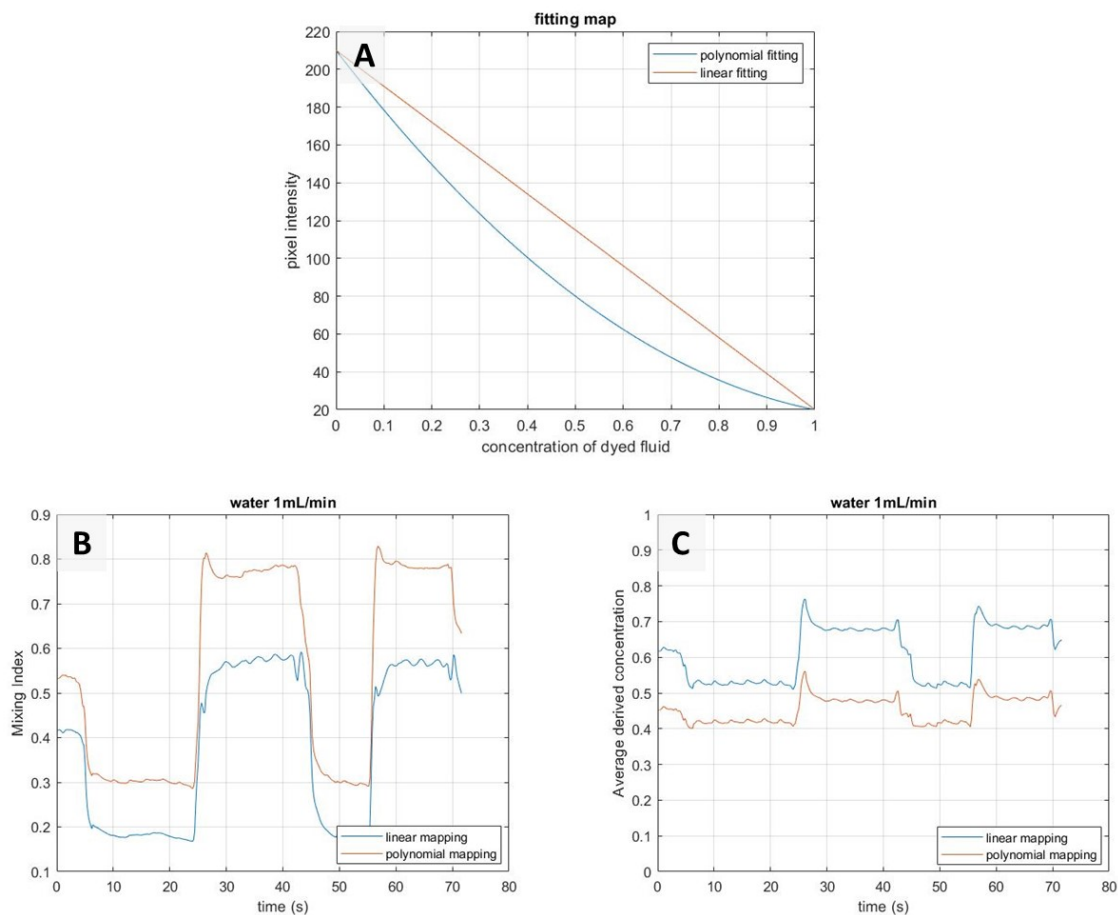 fitting map
A
220
200
180
160
140
120
100
80
60
40
20
pixel intensity
polynomial fitting
linear fitting
0 0.1 0.2 0.3 0.4 0.5 0.6 0.7 0.8 0.9 1
concentration of dyed fluid
water 1mL/min
B
0.9
0.8
0.7
0.6
0.5
0.4
0.3
0.2
0.1
Mixing Index
linear mapping
polynomial mapping
0 10 20 30 40 50 60 70 80
time (s)
water 1mL/min
C
1
0.9
0.8
0.7
0.6
0.5
0.4
0.3
0.2
0.1
0
Average derived concentration
linear mapping
polynomial mapping
0 10 20 30 40 50 60 70 80
time (s)